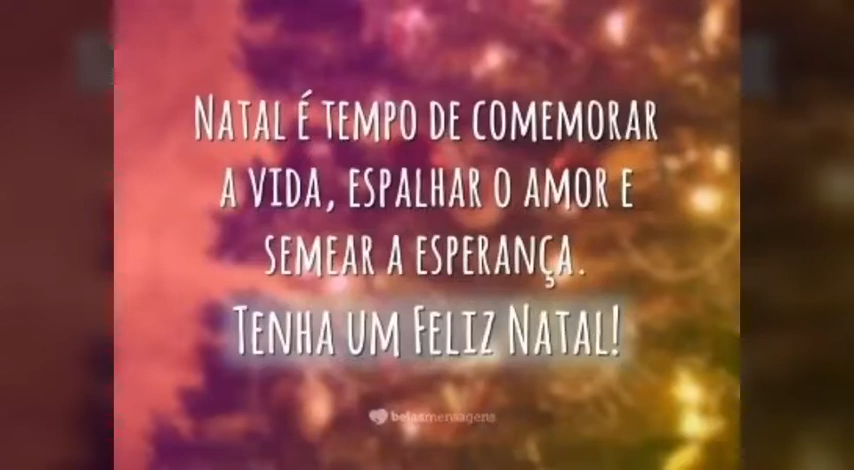 Natal é tempo de comemorar
a vida, espalhar o amor e
semear a esperança.
Tenha um Feliz Natal!
belasmensagens